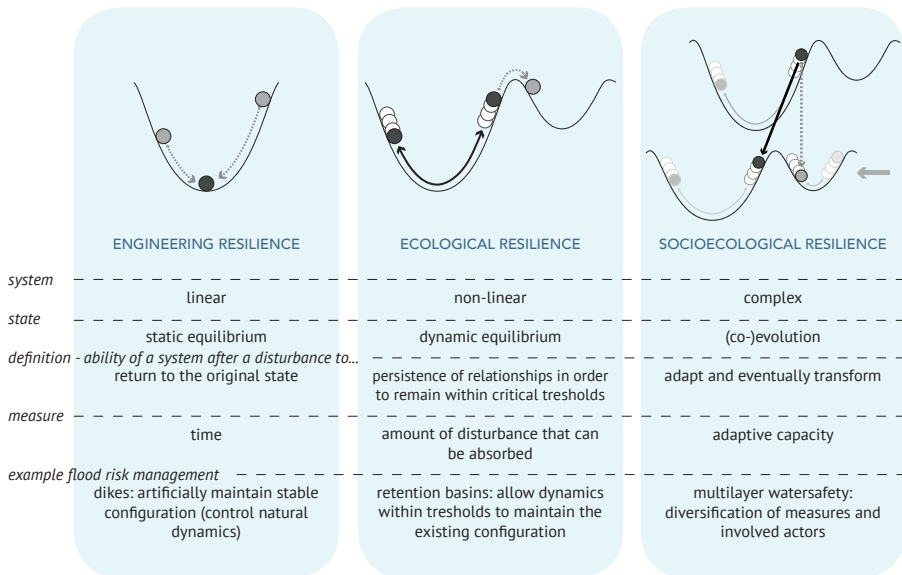 ENGINEERING RESILIENCE
ECOLOGICAL RESILIENCE
SOCIOECOLOGICAL RESILIENCE
system
linear
non-linear
complex
state
static equilibrium
dynamic equilibrium
(co-)evolution
definition - ability of a system after a disturbance to...
return to the original state
persistence of relationships in order
to remain within critical tresholds
adapt and eventually transform
measure
time
amount of disturbance that can
be absorbed
adaptive capacity
example flood risk management
dikes: artificially maintain stable
configuration (control natural
dynamics)
retention basins: allow dynamics
within tresholds to maintain the
existing configuration
multilayer watersafety:
diversification of measures and
involved actors